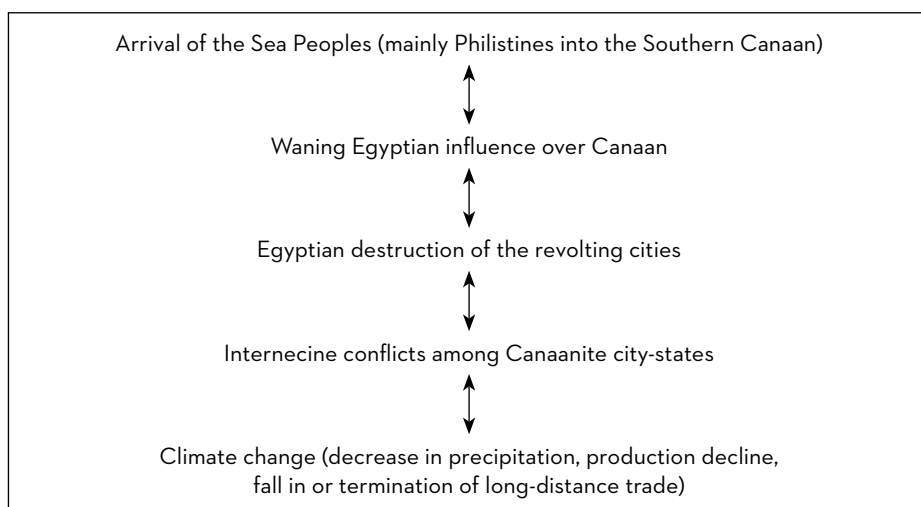 Arrival of the Sea Peoples (mainly Philistines into the Southern Canaan)
Waning Egyptian influence over Canaan
Egyptian destruction of the revolting cities
Internecine conflicts among Canaanite city-states
Climate change (decrease in precipitation, production decline,
fall in or termination of long-distance trade)